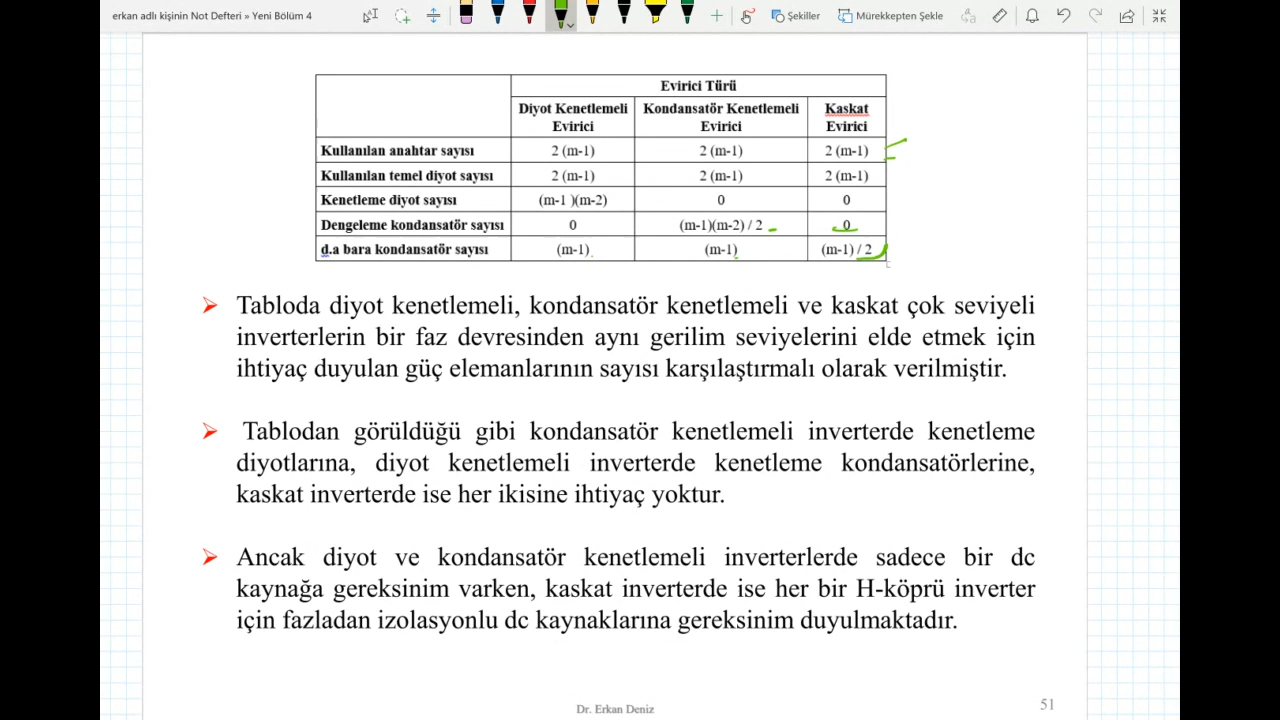 erkan adlı kişinin Not Defteri » Yeni Bölüm 4
Şekiller
Mürekkepten Şekle
Evirici Türü
Diyot Kenetlemeli Evirici
Kondansatör Kenetlemeli Evirici
Kaskat Evirici
Kullanılan anahtar sayısı 2 (m-1) 2 (m-1) 2 (m-1)
Kullanılan temel diyot sayısı 2 (m-1) 2 (m-1) 2 (m-1)
Kenetleme diyot sayısı (m-1 )(m-2) 0 0
Dengeleme kondansatör sayısı 0 (m-1)(m-2) / 2 0
d.a bara kondansatör sayısı (m-1) (m-1) (m-1) / 2
Tabloda diyot kenetlemeli, kondansatör kenetlemeli ve kaskat çok seviyeli
inverterlerin bir faz devresinden aynı gerilim seviyelerini elde etmek için
ihtiyaç duyulan güç elemanlarının sayısı karşılaştırmalı olarak verilmiştir.
Tablodan görüldüğü gibi kondansatör kenetlemeli inverterde kenetleme
diyotlarına, diyot kenetlemeli inverterde kenetleme kondansatörlerine,
kaskat inverterde ise her ikisine ihtiyaç yoktur.
Ancak diyot ve kondansatör kenetlemeli inverterlerde sadece bir dc
kaynağa gereksinim varken, kaskat inverterde ise her bir H-köprü inverter
için fazladan izolasyonlu dc kaynaklarına gereksinim duyulmaktadır.
Dr. Erkan Deniz
51